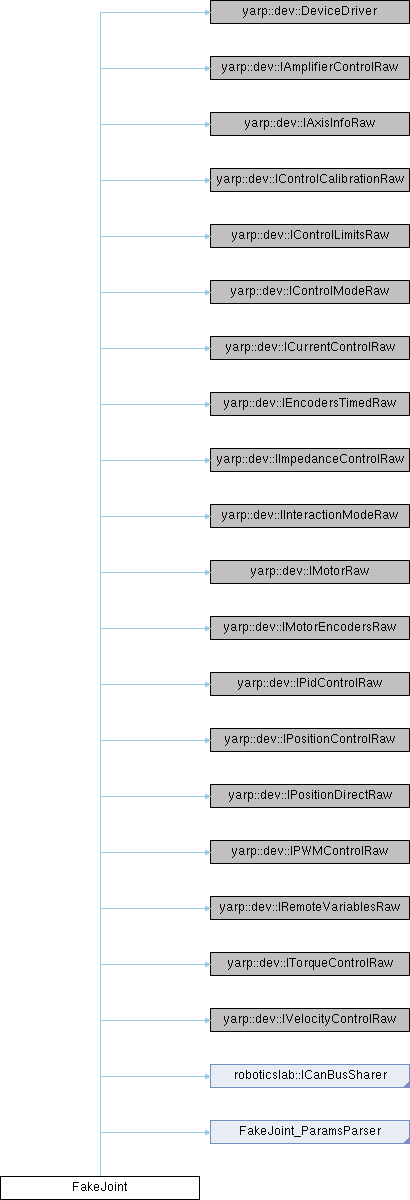 yarp::dev::DeviceDriver
yarp::dev::IAmplifierControlRaw
yarp::dev::IAxisInfoRaw
yarp::dev::IControlCalibrationRaw
yarp::dev::IControlLimitsRaw
yarp::dev::IControlModeRaw
yarp::dev::ICurrentControlRaw
yarp::dev::IEncodersTimedRaw
yarp::dev::IImpedanceControlRaw
yarp::dev::IInteractionModeRaw
yarp::dev::IMotorRaw
yarp::dev::IMotorEncodersRaw
yarp::dev::IPidControlRaw
yarp::dev::IPositionControlRaw
yarp::dev::IPositionDirectRaw
yarp::dev::IPWMControlRaw
yarp::dev::IRemoteVariablesRaw
yarp::dev::ITorqueControlRaw
yarp::dev::IVelocityControlRaw
roboticslab::ICanBusSharer
FakeJoint_ParamsParser
FakeJoint